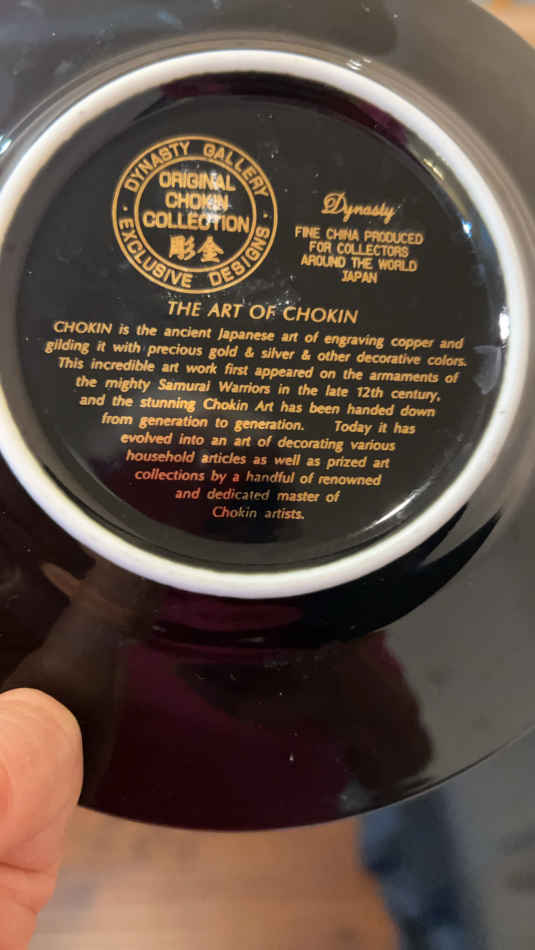 DYNASTY GALLERY
ORIGINAL
CHOKIN
COLLECTION
彫金
· EXCLUSIVE DESIGNS ·
Dynasty
FINE CHINA PRODUCED
FOR COLLECTORS
AROUND THE WORLD
JAPAN
THE ART OF CHOKIN
CHOKIN is the ancient Japanese art of engraving copper and
gilding it with precious gold & silver & other decorative colors.
This incredible art work first appeared on the armaments of
the mighty Samurai Warriors in the late 12th century,
and the stunning Chokin Art has been handed down
from generation to generation. Today it has
evolved into an art of decorating various
household articles as well as prized art
collections by a handful of renowned
and dedicated master of
Chokin artists.